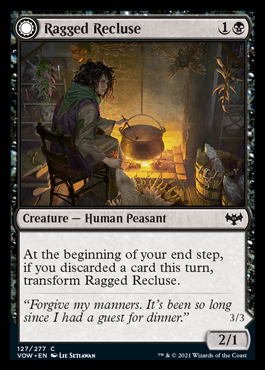 Ragged Recluse 1
Creature — Human Peasant
At the beginning of your end step,
if you discarded a card this turn,
transform Ragged Recluse.
“Forgive my manners. It’s been so long
since I had a guest for dinner.”
3/3
2/1
127/277 C
VOW • EN Lie Setiawan
™ & © 2021 Wizards of the Coast